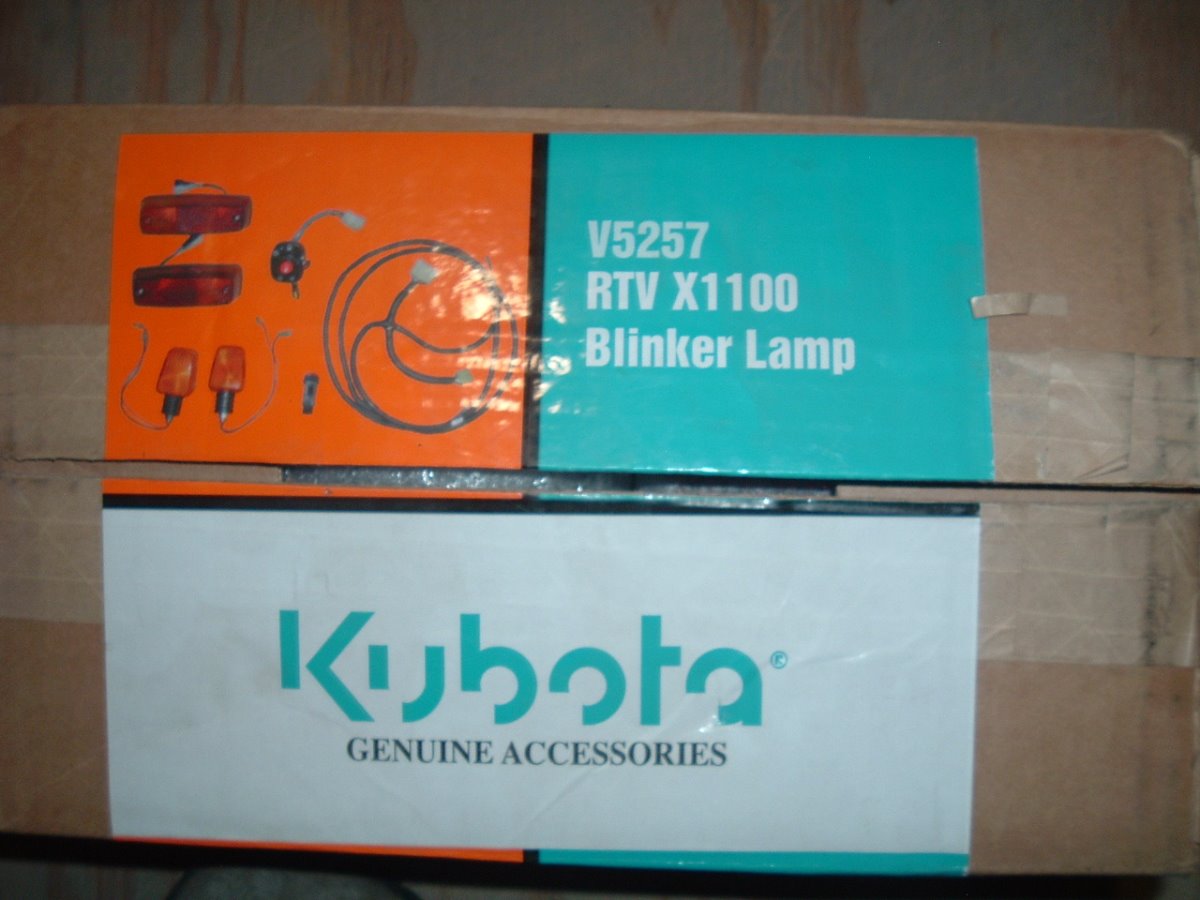 V5257
RTV X1100
Blinker Lamp
Kubota®
GENUINE ACCESSORIES